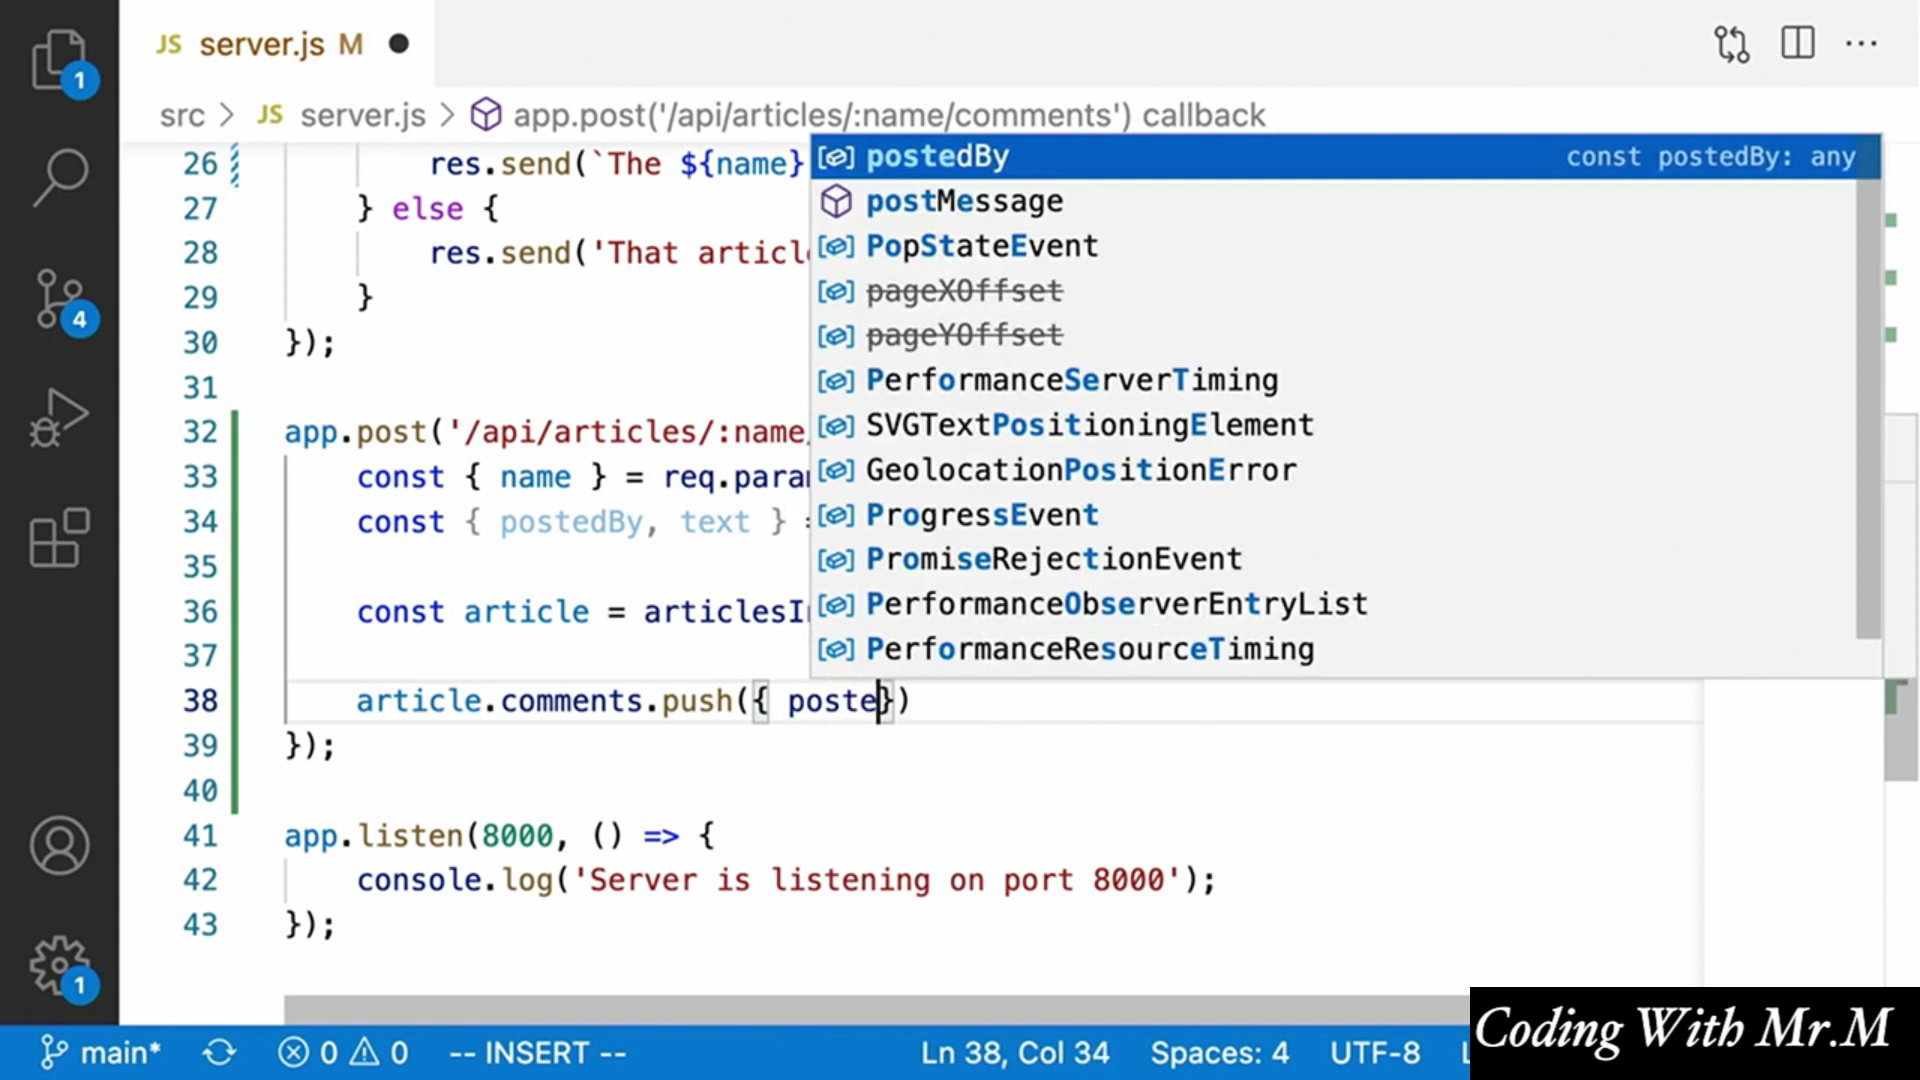 JS server.js M
src > JS server.js > app.post('/api/articles/:name/comments') callback
26 res.send(`The ${name}
27 } else {
28 res.send('That article
29 }
30 });
31
32 app.post('/api/articles/:name
33 const { name } = req.para
34 const { postedBy, text } =
35
36 const article = articlesI
37
38 article.comments.push({ poste})
39 });
40
41 app.listen(8000, () => {
42 console.log('Server is listening on port 8000');
43 });
postedBy const postedBy: any
postMessage
PopStateEvent
pageXOffset
pageYOffset
PerformanceServerTiming
SVGTextPositioningElement
GeolocationPositionError
ProgressEvent
PromiseRejectionEvent
PerformanceObserverEntryList
PerformanceResourceTiming
1
4
1
main* 0 0 -- INSERT -- Ln 38, Col 34 Spaces: 4 UTF-8 L
Coding With Mr.M